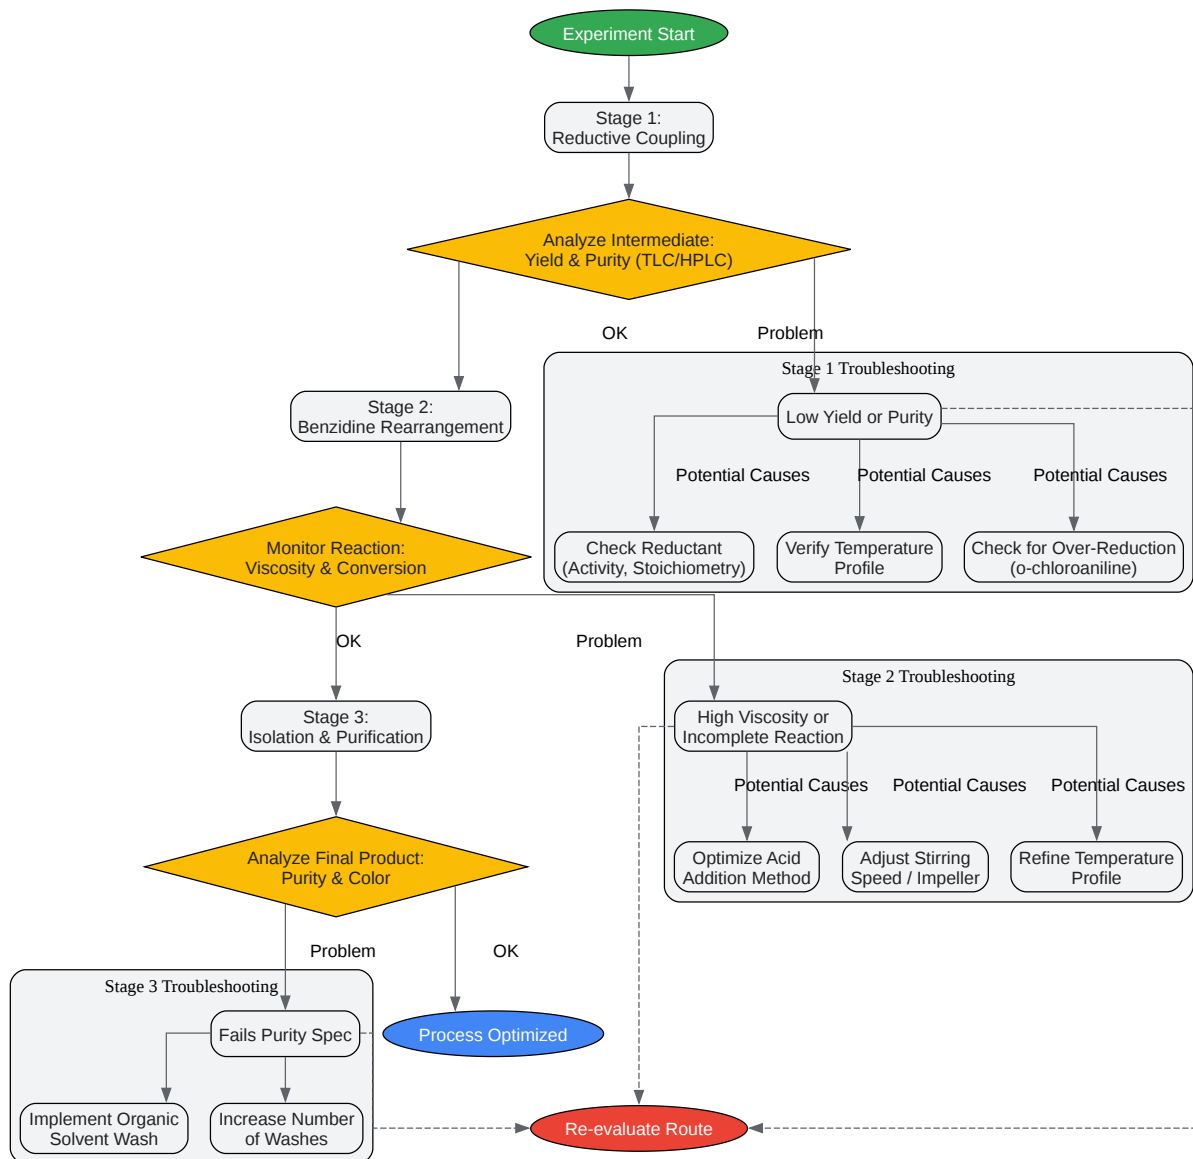 Experiment Start
Stage 1:
Reductive Coupling
Analyze Intermediate:
Yield & Purity (TLC/HPLC)
OK
Problem
Stage 1 Troubleshooting
Low Yield or Purity
Stage 2:
Benzidine Rearrangement
Potential Causes
Potential Causes
Potential Causes
Check Reductant
(Activity, Stoichiometry)
Verify Temperature
Profile
Check for Over-Reduction
(o-chloroaniline)
Monitor Reaction:
Viscosity & Conversion
OK
Problem
Stage 2 Troubleshooting
High Viscosity or
Incomplete Reaction
Stage 3:
Isolation & Purification
Potential Causes
Potential Causes
Potential Causes
Optimize Acid
Addition Method
Adjust Stirring
Speed / Impeller
Refine Temperature
Profile
Analyze Final Product:
Purity & Color
Problem
OK
Stage 3 Troubleshooting
Fails Purity Spec
Process Optimized
Implement Organic
Solvent Wash
Increase Number
of Washes
Re-evaluate Route